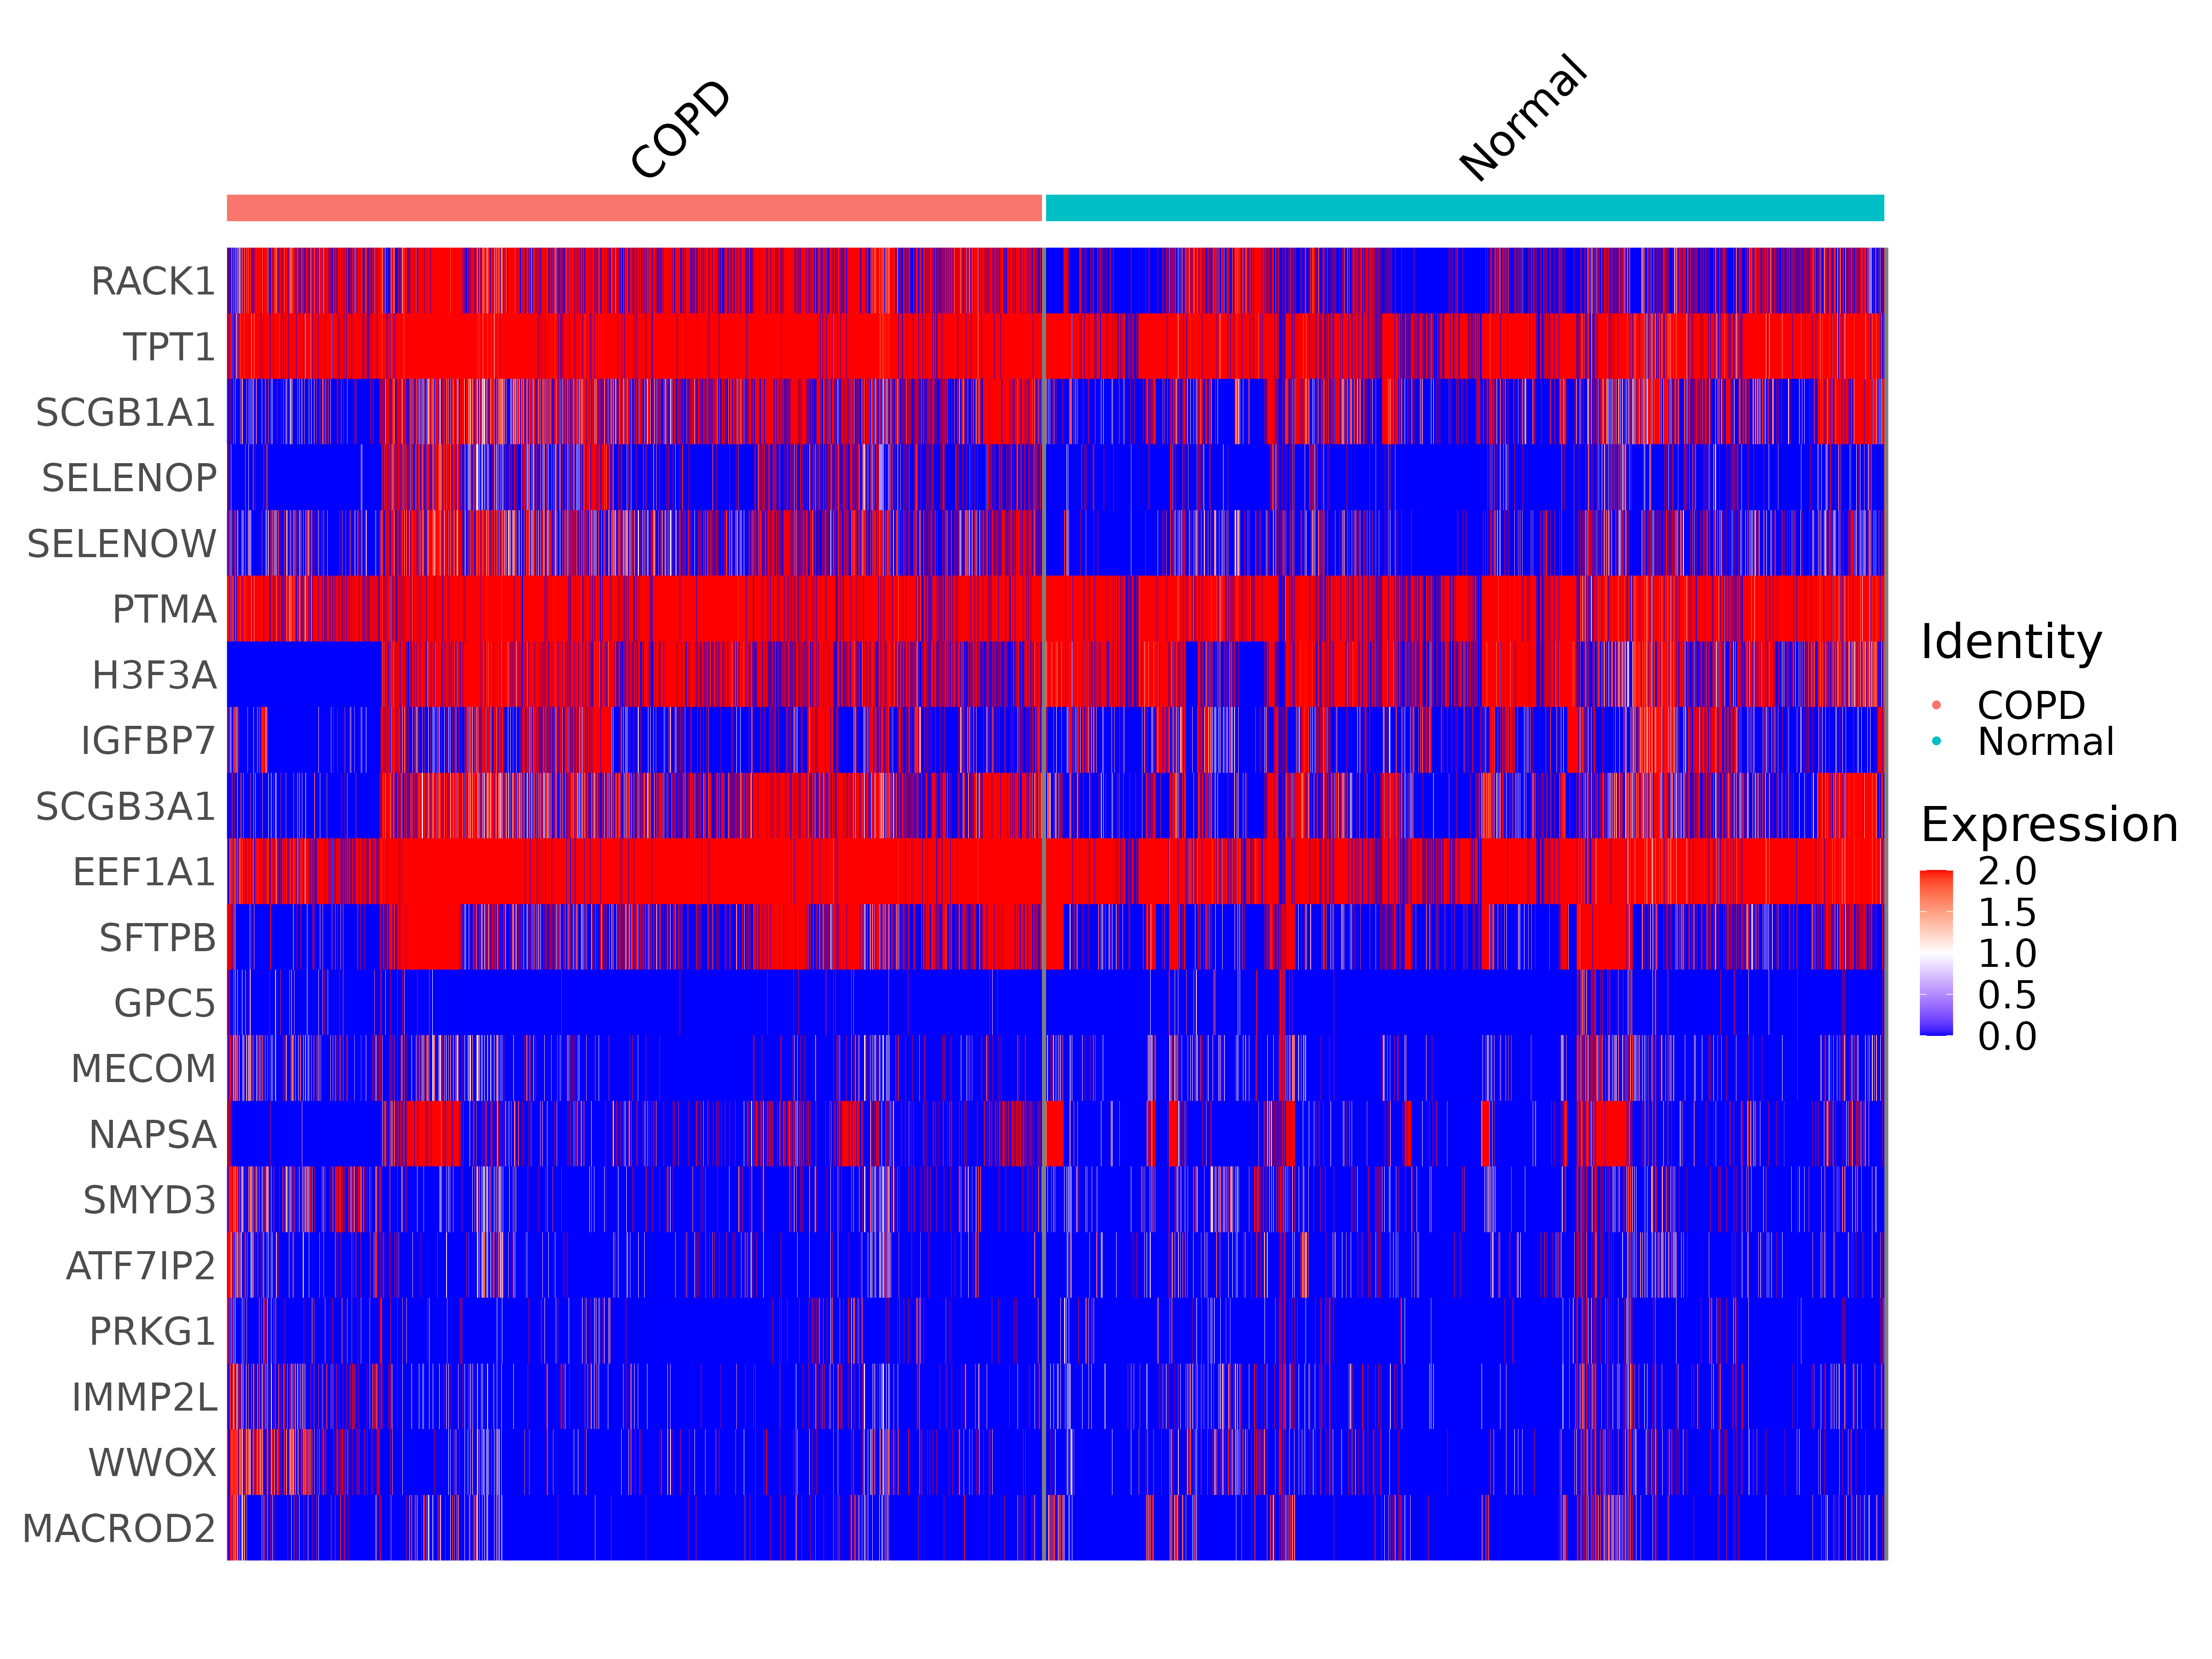 COPD
Normal
RACK1
TPT1
SCGB1A1
SELENOP
SELENOW
PTMA
H3F3A
IGFBP7
SCGB3A1
EEF1A1
SFTPB
GPC5
MECOM
NAPSA
SMYD3
ATF7IP2
PRKG1
IMMP2L
WWOX
MACROD2
Identity
COPD
Normal
Expression
2.0
1.5
1.0
0.5
0.0